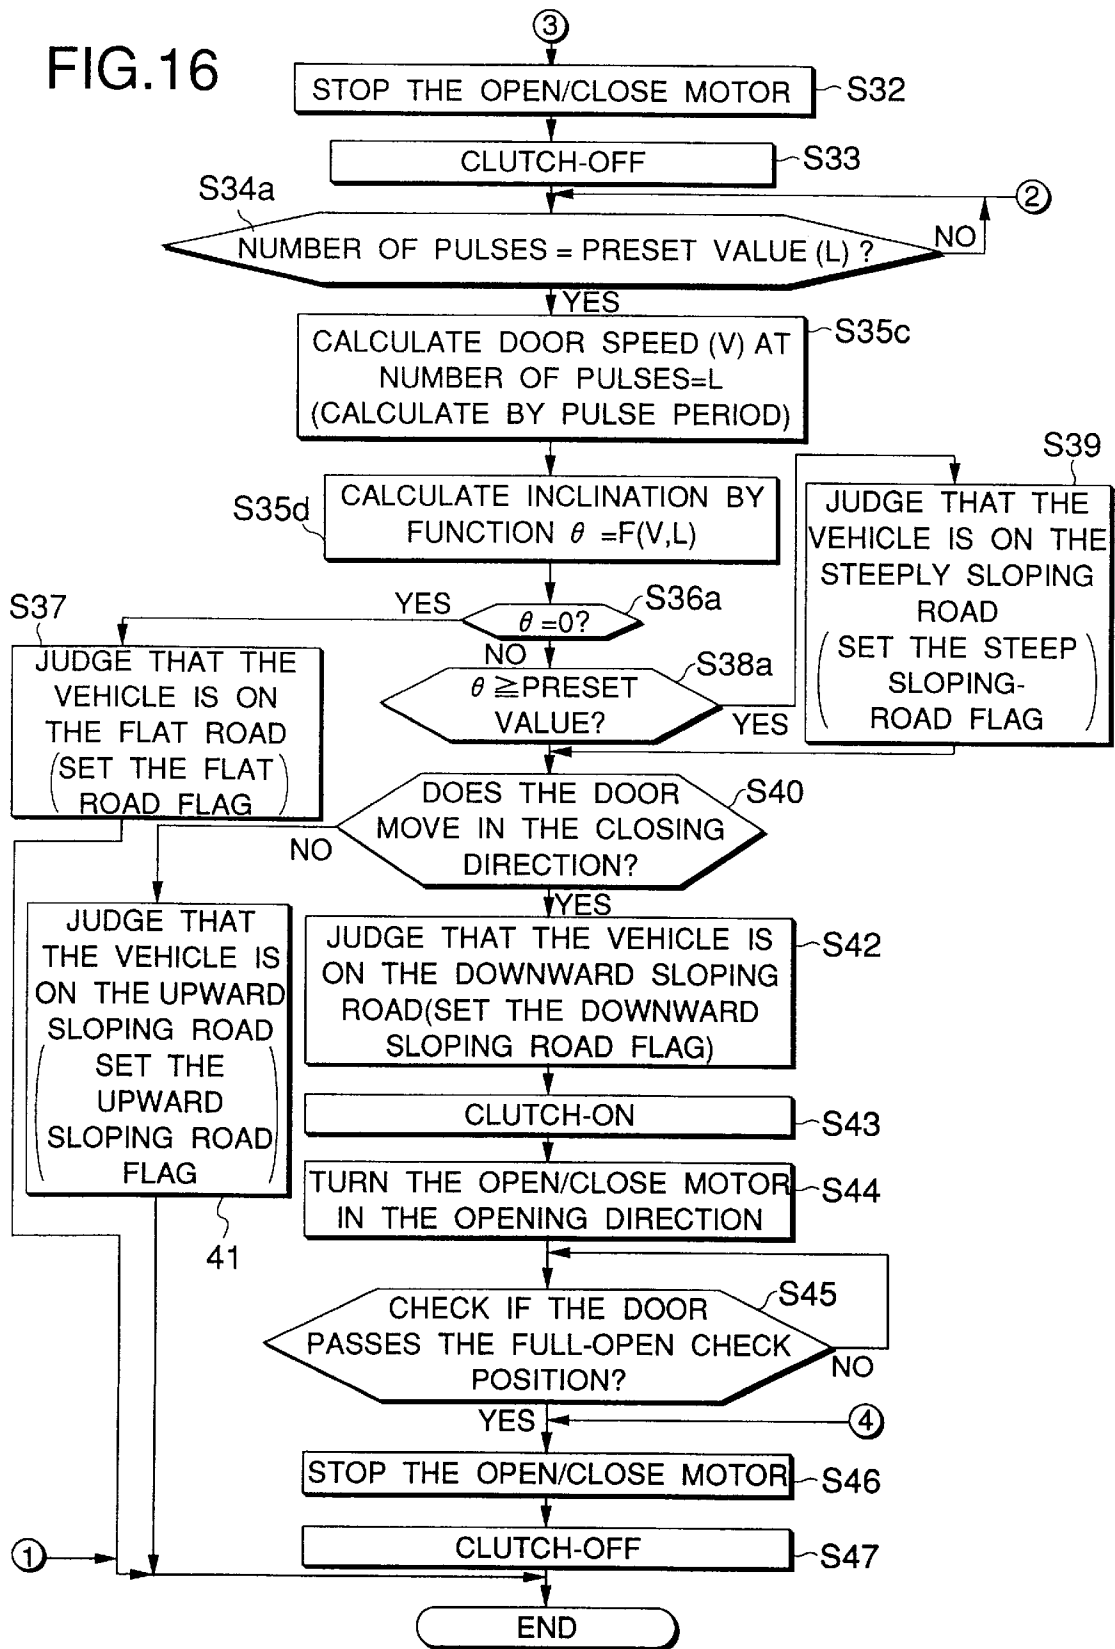 FIG.16
3
STOP THE OPEN/CLOSE MOTOR
S32
CLUTCH-OFF
S33
S34a
2
NUMBER OF PULSES = PRESET VALUE (L) ?
NO
YES
CALCULATE DOOR SPEED (V) AT
NUMBER OF PULSES=L
(CALCULATE BY PULSE PERIOD)
S35c
S35d
CALCULATE INCLINATION BY
FUNCTION θ =F(V,L)
S39
JUDGE THAT THE
VEHICLE IS ON THE
STEEPLY SLOPING
ROAD
(SET THE STEEP
SLOPING-
ROAD FLAG)
YES
θ =0?
S36a
NO
S37
JUDGE THAT THE
VEHICLE IS ON
THE FLAT ROAD
(SET THE FLAT
ROAD FLAG)
θ ≧PRESET
VALUE?
S38a
YES
DOES THE DOOR
MOVE IN THE CLOSING
DIRECTION?
S40
NO
YES
JUDGE THAT
THE VEHICLE IS
ON THE UPWARD
SLOPING ROAD
(SET THE
UPWARD
SLOPING ROAD
FLAG)
41
JUDGE THAT THE VEHICLE IS
ON THE DOWNWARD SLOPING
ROAD(SET THE DOWNWARD
SLOPING ROAD FLAG)
S42
CLUTCH-ON
S43
TURN THE OPEN/CLOSE MOTOR
IN THE OPENING DIRECTION
S44
CHECK IF THE DOOR
PASSES THE FULL-OPEN CHECK
POSITION?
S45
NO
YES
4
STOP THE OPEN/CLOSE MOTOR
S46
1
CLUTCH-OFF
S47
END